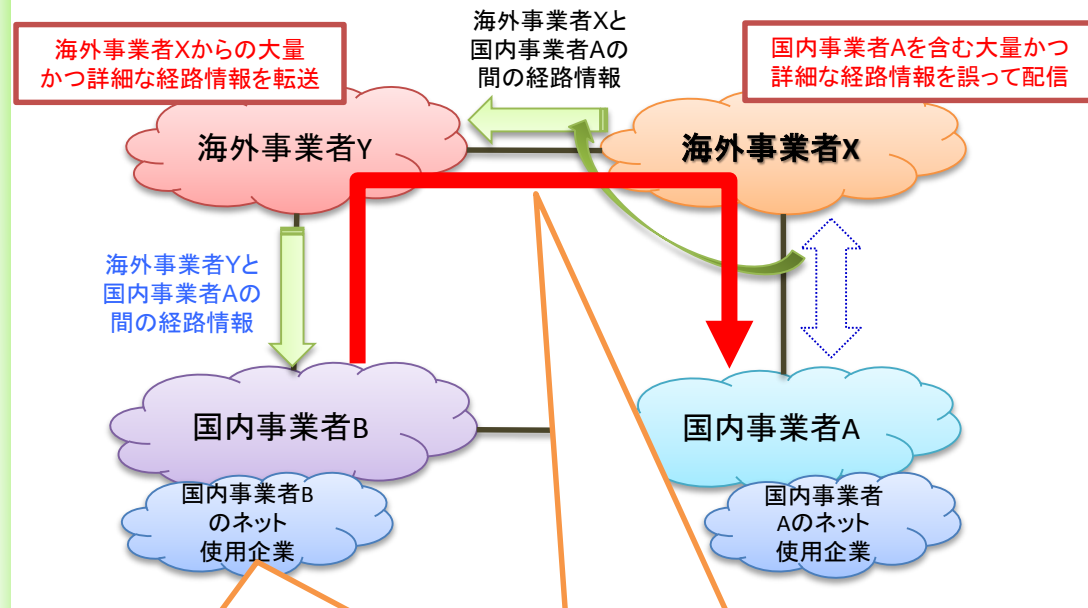 海外事業者Xからの大量
かつ詳細な経路情報を転送
海外事業者Xと
国内事業者Aの
間の経路情報
国内事業者Aを含む大量かつ
詳細な経路情報を誤って配信
海外事業者Y
海外事業者X
海外事業者Yと
国内事業者Aの
間の経路情報
国内事業者B
国内事業者A
国内事業者B
のネット
使用企業
国内事業者
Aのネット
使用企業